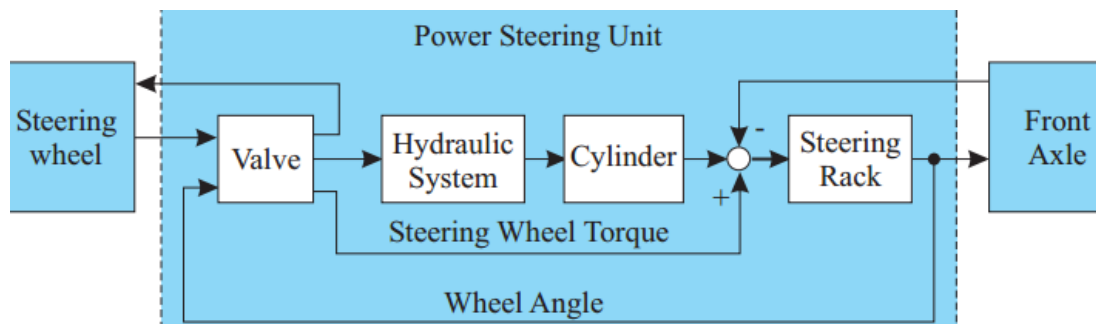 Power Steering Unit
Steering
wheel
Valve
Hydraulic
System
Cylinder
-
+
Steering
Rack
Front
Axle
Steering Wheel Torque
Wheel Angle